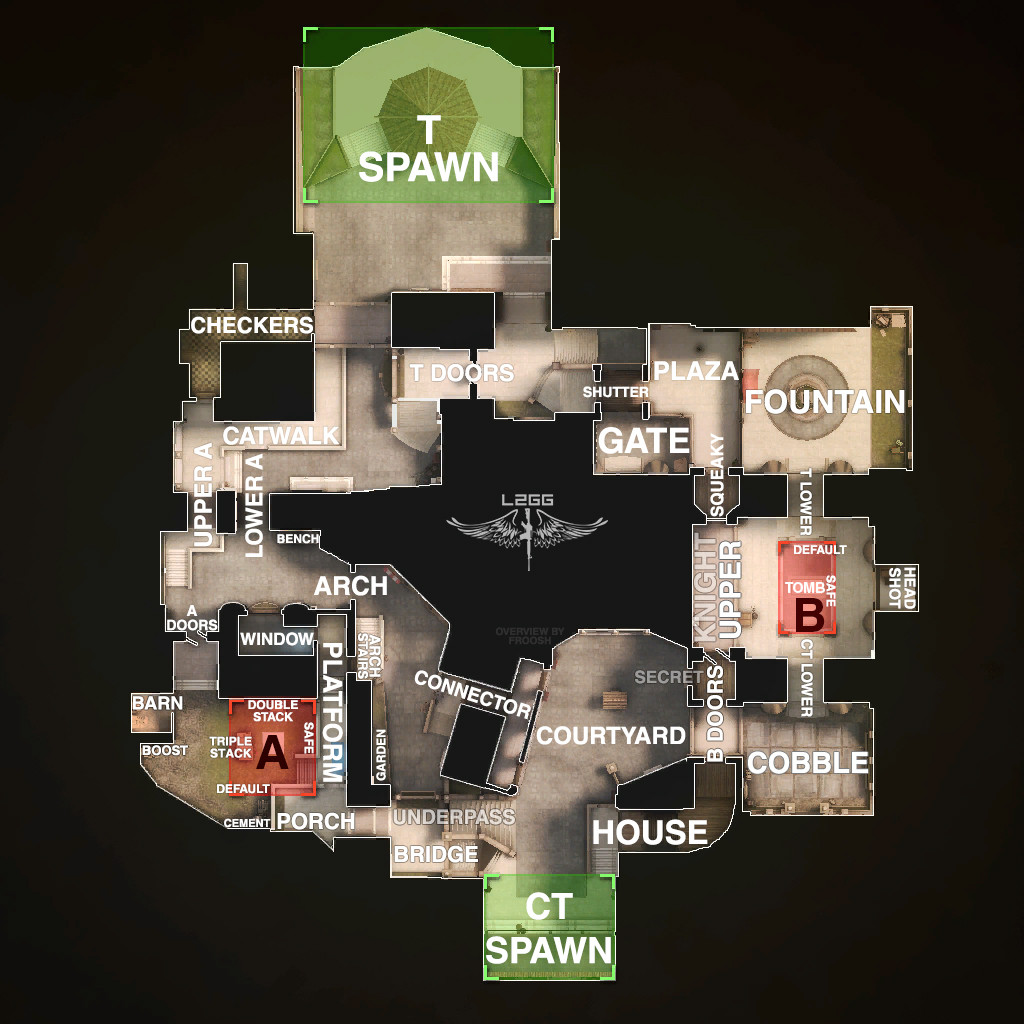 T
SPAWN
CHECKERS
T DOORS
PLAZA
SHUTTER
FOUNTAIN
CATWALK
GATE
UPPER A
LOWER A
SQUEAKY
T LOWER
L2GG
BENCH
DEFAULT
ARCH
KNIGHT
UPPER
TOMB
SAFE
B
HEAD
SHOT
A
DOORS
WINDOW
PLATFORM
ARCH
STAIRS
OVERVIEW BY
FROOSH
CONNECTOR
SECRET
B DOORS
CT LOWER
BARN
DOUBLE
STACK
BOOST
TRIPLE
STACK
A
SAFE
GARDEN
COURTYARD
COBBLE
DEFAULT
CEMENT
PORCH
UNDERPASS
BRIDGE
HOUSE
CT
SPAWN